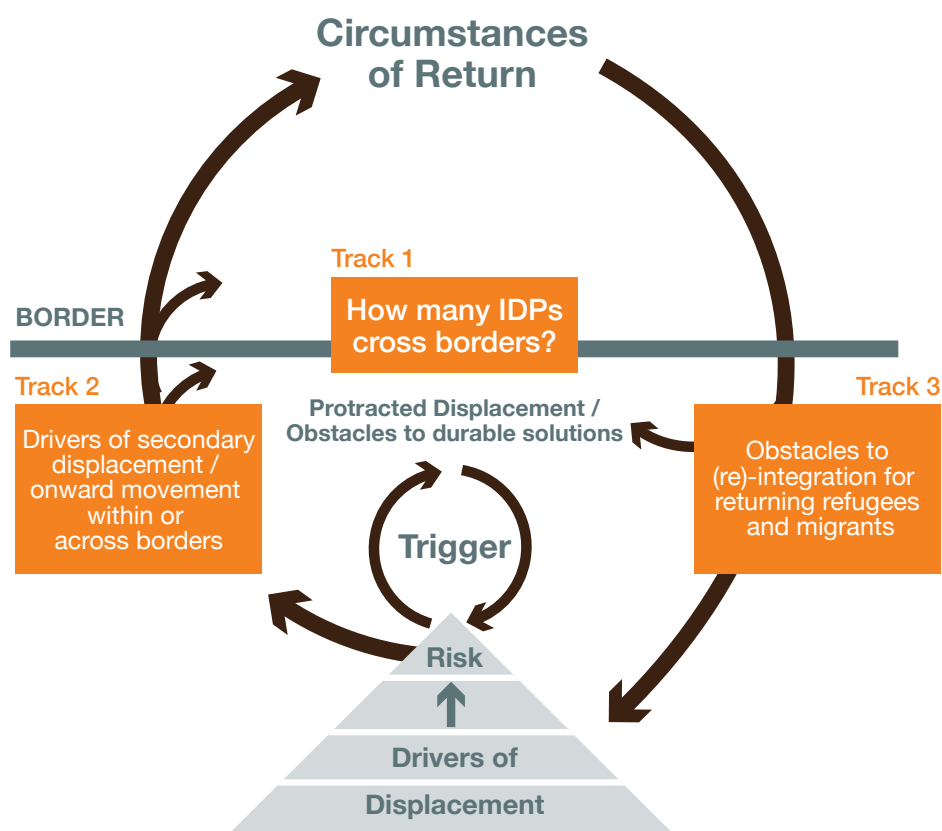 Circumstances
of Return
Track 1
How many IDPs
cross borders?
BORDER
Track 2
Drivers of secondary
displacement /
onward movement
within or
across borders
Protracted Displacement /
Obstacles to durable solutions
Track 3
Obstacles to
(re)-integration for
returning refugees
and migrants
Trigger
Risk
Drivers of
Displacement